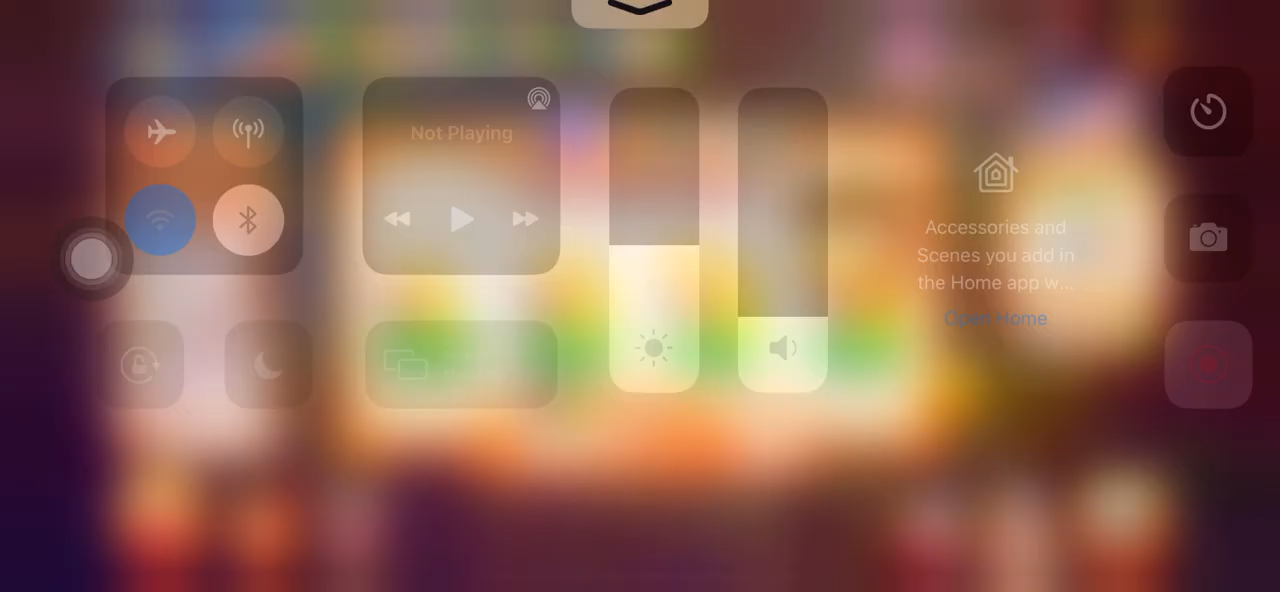 Not Playing
Accessories and
Scenes you add in
the Home app w...
Open Home